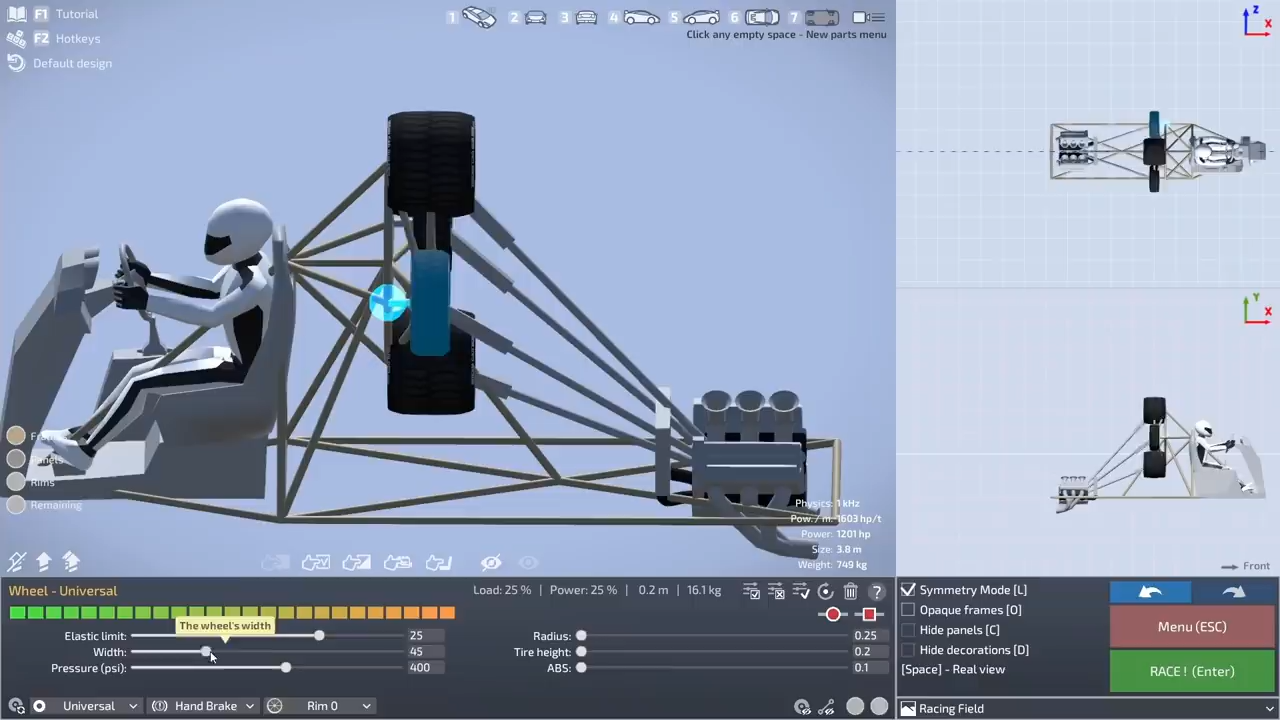 F1 Tutorial
F2 Hotkeys
Default design
1 2 3 4 5 6 7
Click any empty space - New parts menu
Z
X
Y
X
Front
Panels
Rims
Remaining
Physics: 1 kHz
Pow. / m: 1603 hp/t
Power: 1201 hp
Size: 3.8 m
Weight: 749 kg
Wheel - Universal
Load: 25 % | Power: 25 % | 0.2 m | 16.1 kg
?
The wheel's width
Elastic limit: 25
Width: 45
Pressure (psi): 400
Radius: 0.25
Tire height: 0.2
ABS: 0.1
Universal
Hand Brake
Rim 0
Symmetry Mode [L]
Opaque frames [O]
Hide panels [C]
Hide decorations [D]
[Space] - Real view
Menu (ESC)
RACE ! (Enter)
Racing Field